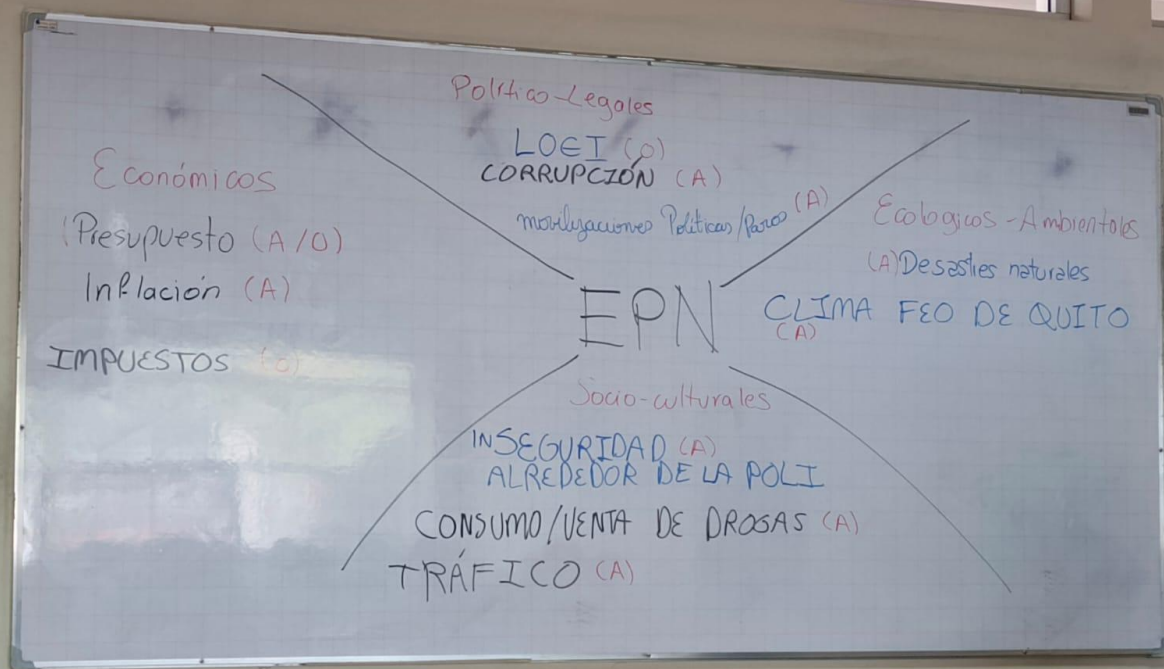 Político-Legales
LOEI (O)
CORRUPCIÓN (A)
movilizaciones Políticas/Paros (A)
Económicos
Presupuesto (A/O)
Inflación (A)
IMPUESTOS (O)
Ecologicos-Ambientales
(A) Desastres naturales
CLIMA FEO DE QUITO
(A)
EPN
Socio-culturales
INSEGURIDAD (A)
ALREDEDOR DE LA POLI
CONSUMO/VENTA DE DROGAS (A)
TRÁFICO (A)